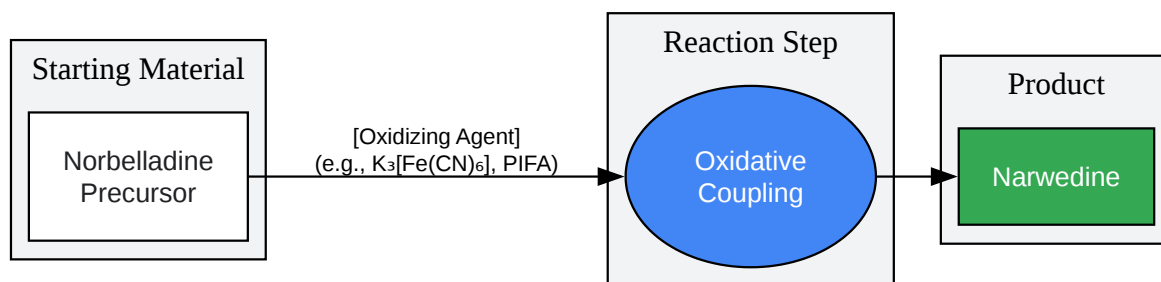 Starting Material
Norbelladine
Precursor
[Oxidizing Agent]
(e.g., K₃[Fe(CN)₆], PIFA)
Reaction Step
Oxidative
Coupling
Product
Narwedine